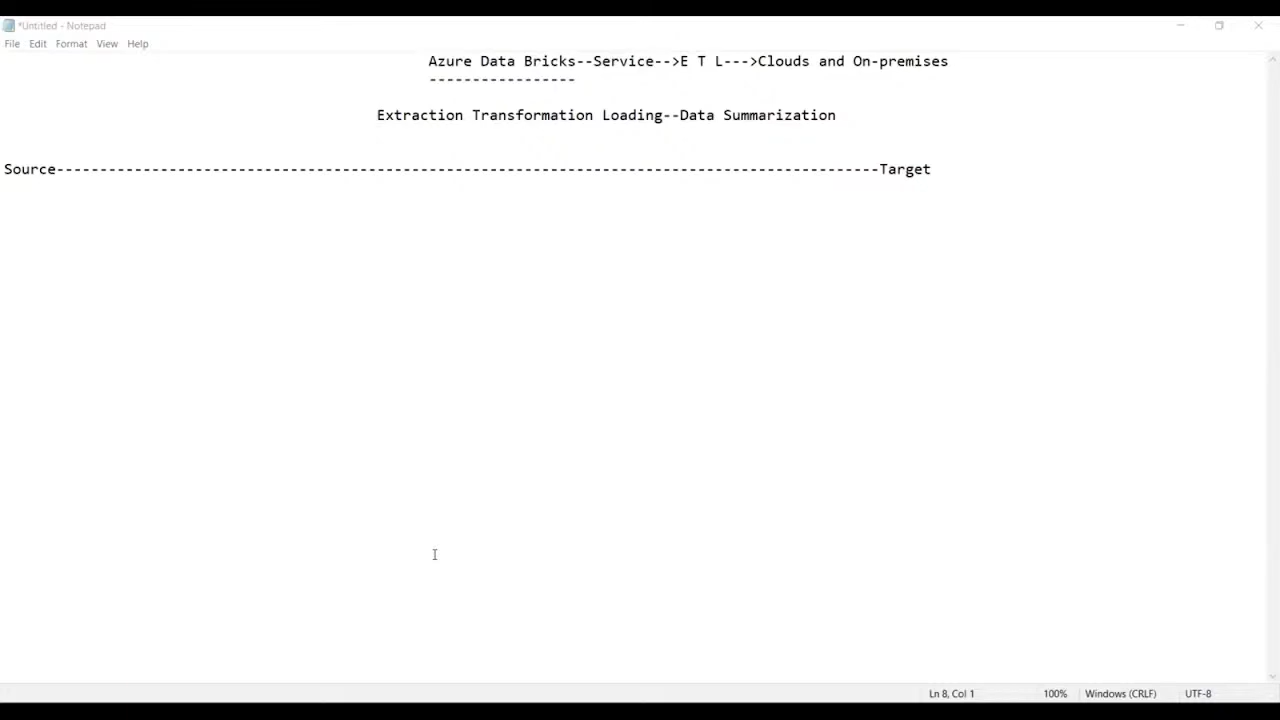 *Untitled - Notepad
File Edit Format View Help
Azure Data Bricks--Service-->E T L--->Clouds and On-premises
-----------------
Extraction Transformation Loading--Data Summarization
Source-----------------------------------------------------------------------------------------------Target
Ln 8, Col 1 100% Windows (CRLF) UTF-8